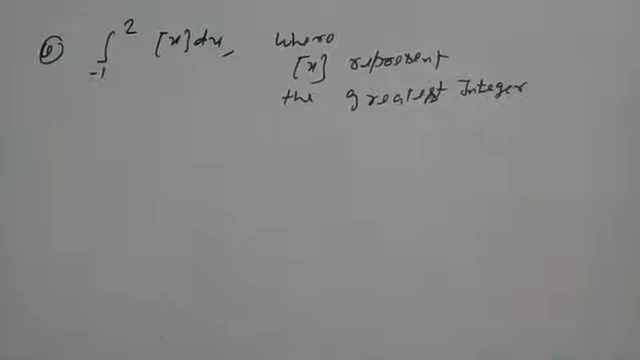 ⑥ ∫₋₁² [x]dx, where
[x] represent
the greatest Integer